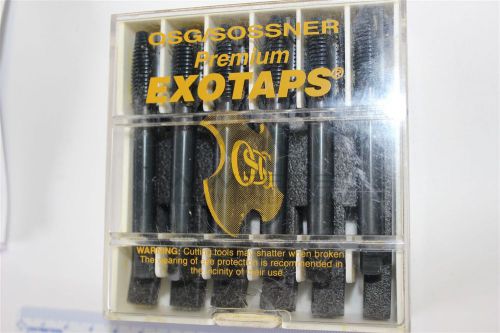 OSG/SOSSNER
Premium
EXOTAPS®
OSG
WARNING: Cutting tools may shatter when broken.
The wearing of eye protection is recommended in
the vicinity of their use.